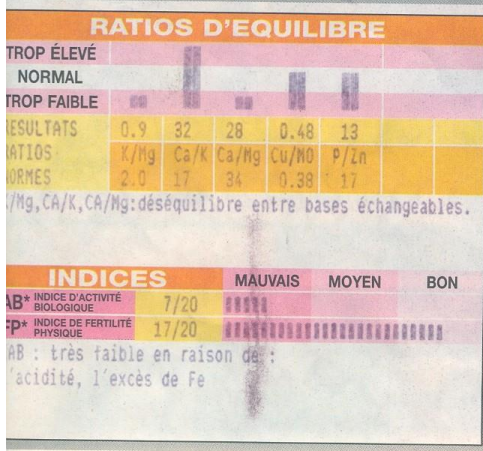 RATIOS D'EQUILIBRE
TROP ÉLEVÉ
NORMAL
TROP FAIBLE
RESULTATS 0.9 32 28 0.48 13
RATIOS K/Mg Ca/K Ca/Mg Cu/MO P/Zn
NORMES 2.0 17 34 0.38 17
K/Mg,CA/K,CA/Mg:déséquilibre entre bases échangeables.
INDICES MAUVAIS MOYEN BON
AB* INDICE D'ACTIVITÉ BIOLOGIQUE 7/20
FP* INDICE DE FERTILITÉ PHYSIQUE 17/20
IAB : très faible en raison de :
l'acidité, l'excès de Fe